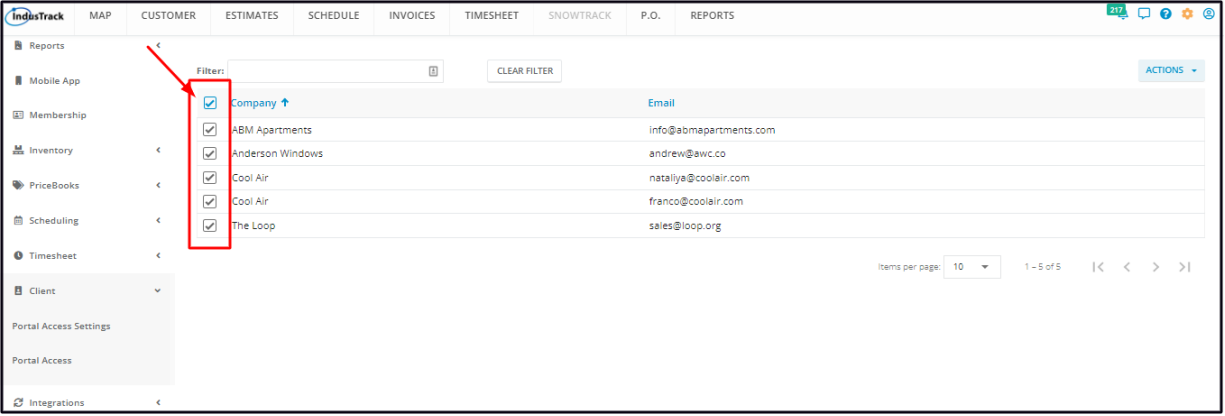 IndusTrack MAP CUSTOMER ESTIMATES SCHEDULE INVOICES TIMESHEET SNOWTRACK P.O. REPORTS 217
Reports
Filter: CLEAR FILTER ACTIONS
Mobile App
Company Email
Membership
ABM Apartments info@abmapartments.com
Inventory
Anderson Windows andrew@awc.co
Cool Air nataliya@coolair.com
PriceBooks
Cool Air franco@coolair.com
Scheduling
The Loop sales@loop.org
Timesheet
Items per page: 10 1 – 5 of 5
Client
Portal Access Settings
Portal Access
Integrations